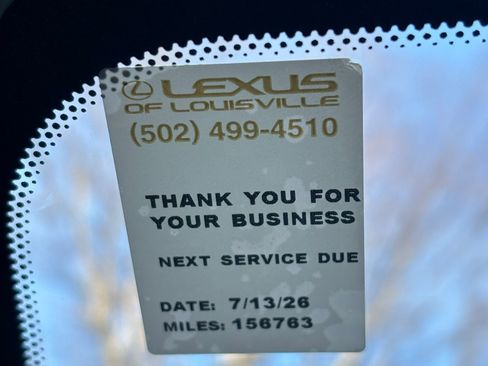 LEXUS
OF LOUISVILLE
(502) 499-4510
THANK YOU FOR
YOUR BUSINESS
NEXT SERVICE DUE
DATE: 7/13/26
MILES: 156763